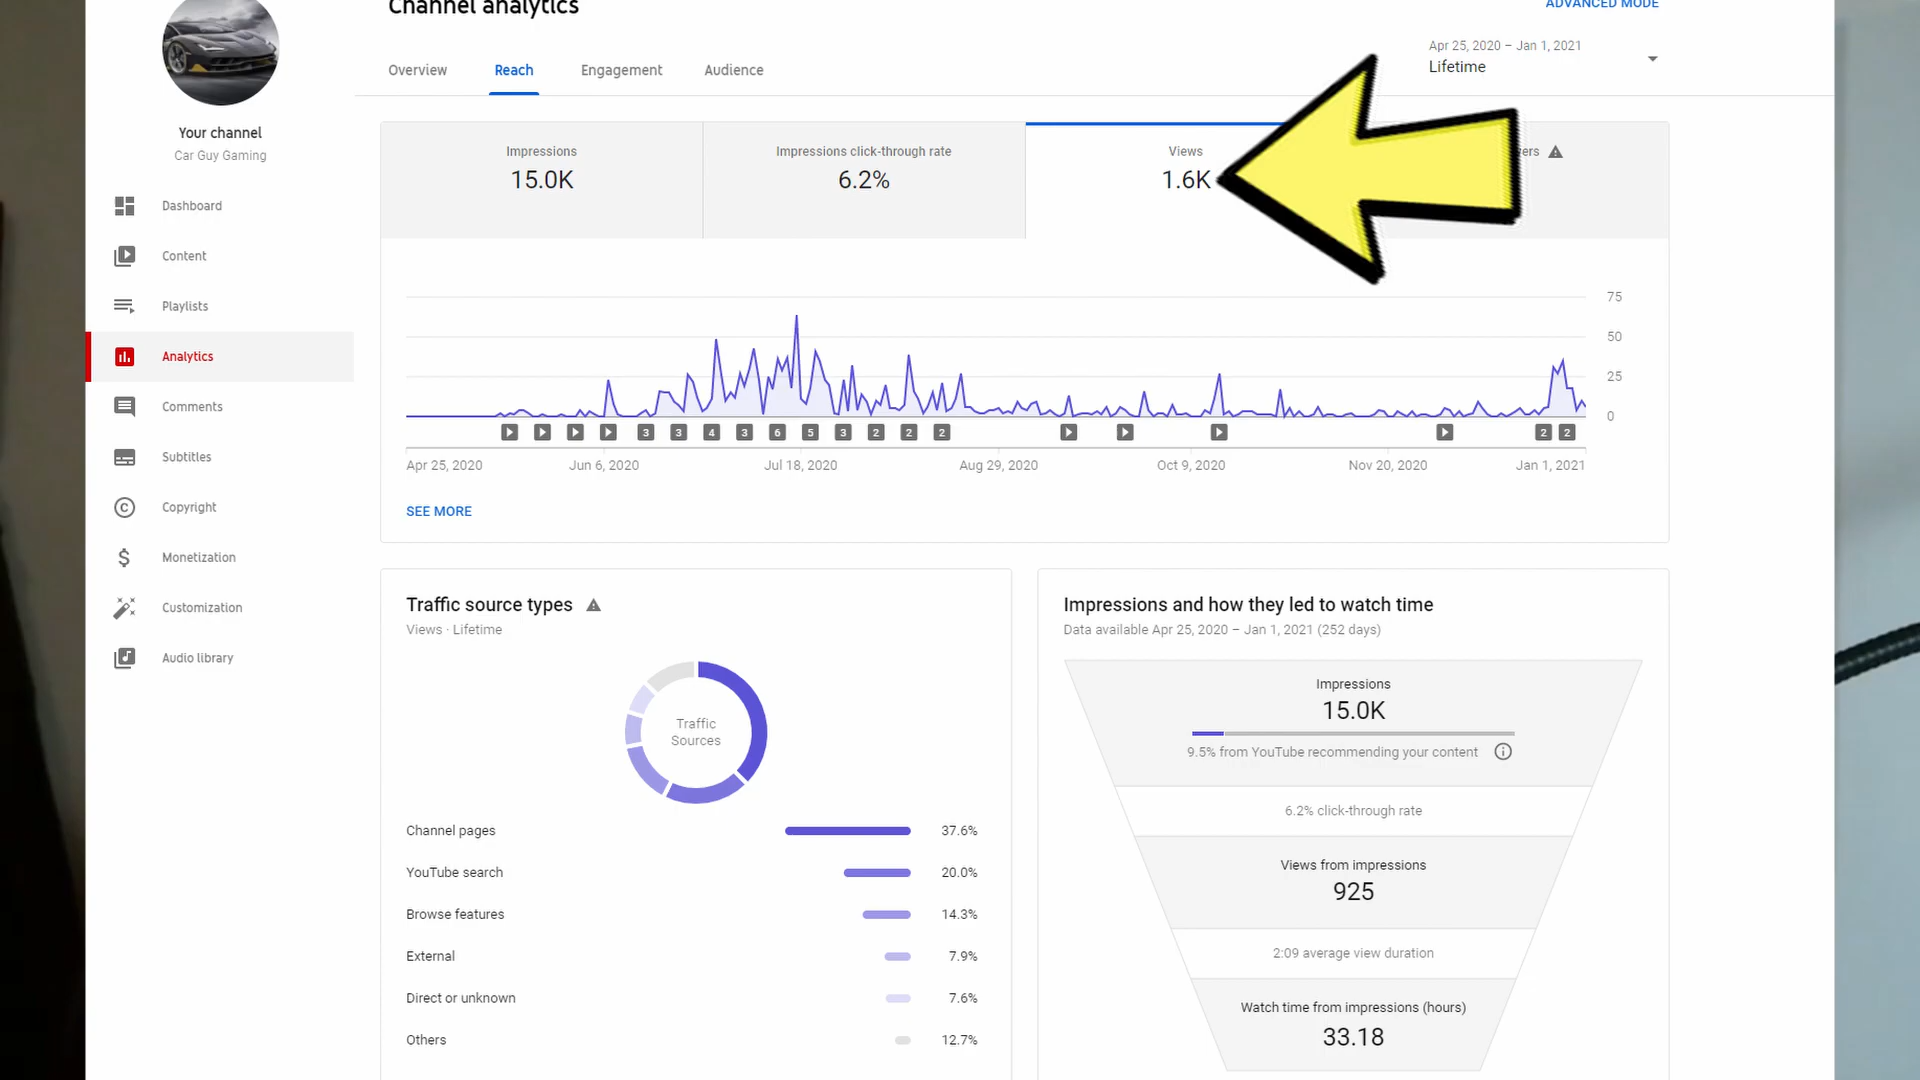 Channel analytics
ADVANCED MODE
Apr 25, 2020 – Jan 1, 2021
Lifetime
Overview
Reach
Engagement
Audience
Your channel
Car Guy Gaming
Dashboard
Content
Playlists
Analytics
Comments
Subtitles
Copyright
Monetization
Customization
Audio library
Impressions
15.0K
Impressions click-through rate
6.2%
Views
1.6K
75
50
25
0
3 3 4 3 6 5 3 2 2 2 2 2
Apr 25, 2020 Jun 6, 2020 Jul 18, 2020 Aug 29, 2020 Oct 9, 2020 Nov 20, 2020 Jan 1, 2021
SEE MORE
Traffic source types
Views · Lifetime
Traffic
Sources
Channel pages 37.6%
YouTube search 20.0%
Browse features 14.3%
External 7.9%
Direct or unknown 7.6%
Others 12.7%
Impressions and how they led to watch time
Data available Apr 25, 2020 – Jan 1, 2021 (252 days)
Impressions
15.0K
9.5% from YouTube recommending your content
6.2% click-through rate
Views from impressions
925
2:09 average view duration
Watch time from impressions (hours)
33.18